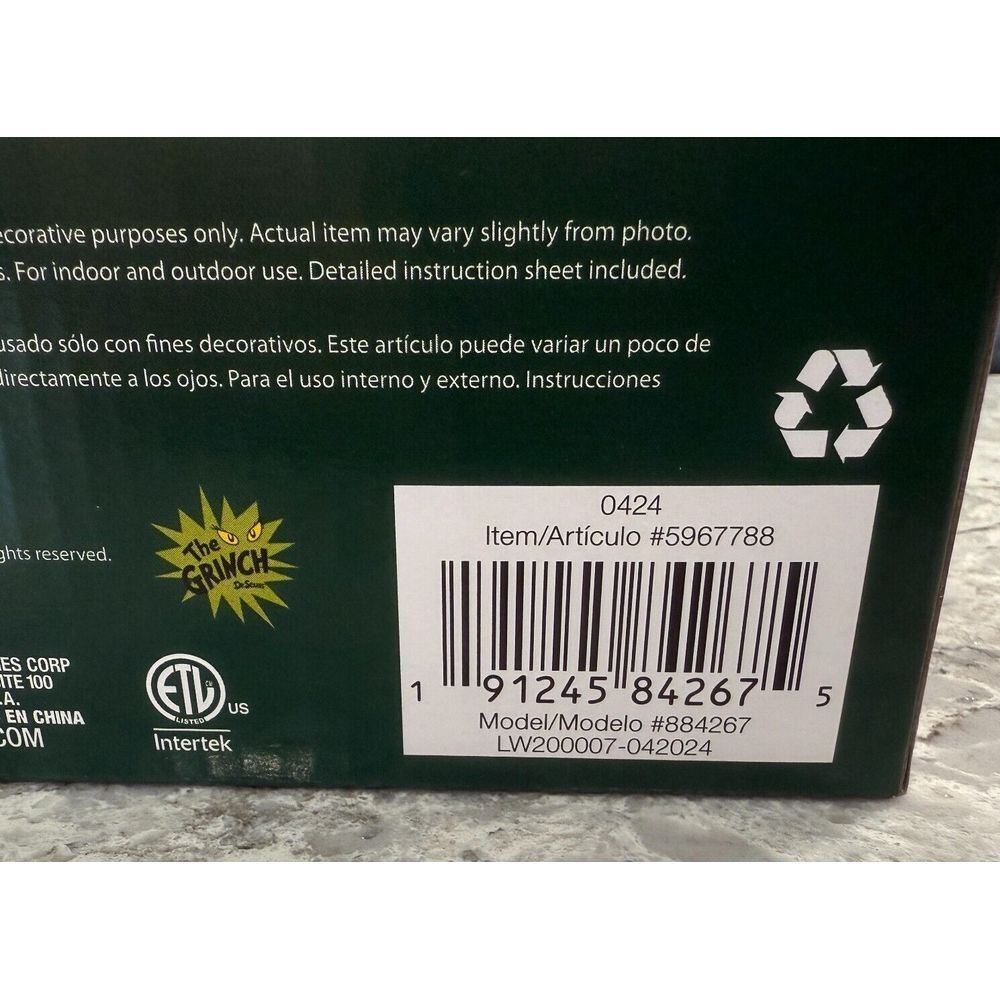 ecorative purposes only. Actual item may vary slightly from photo.
s. For indoor and outdoor use. Detailed instruction sheet included.
usado sólo con fines decorativos. Este artículo puede variar un poco de
directamente a los ojos. Para el uso interno y externo. Instrucciones
ghts reserved.
The
GRINCH
Dr. Seuss
ES CORP
ITE 100
.A.
EN CHINA
.COM
ETL
CM
LISTED
US
Intertek
0424
Item/Artículo #5967788
1 91245 84267 5
Model/Modelo #884267
LW200007-042024